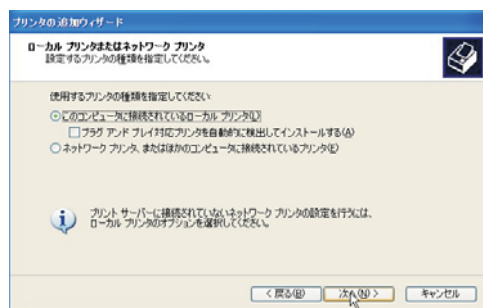 プリンタの追加ウィザード
ローカル プリンタまたはネットワーク プリンタ
設定するプリンタの種類を指定してください。
使用するプリンタの種類を指定してください:
このコンピュータに接続されているローカル プリンタ(L)
プラグ アンド プレイ対応プリンタを自動的に検出してインストールする(A)
ネットワーク プリンタ、またはほかのコンピュータに接続されているプリンタ(E)
プリント サーバーに接続されていないネットワーク プリンタの設定を行うには、
ローカル プリンタのオプションを選択してください。
< 戻る(B)
次へ(N) >
キャンセル